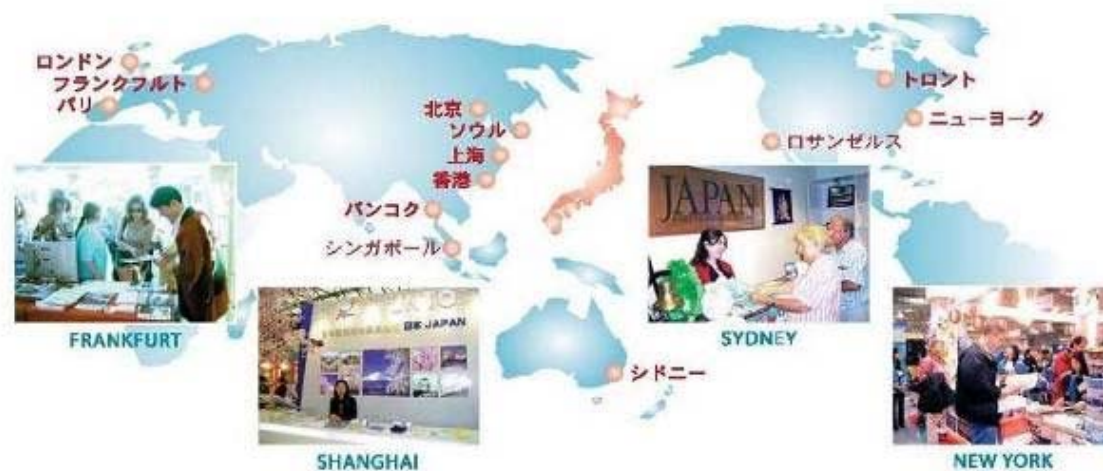 ロンドン
フランクフルト
パリ
北京
ソウル
上海
香港
バンコク
シンガポール
トロント
ニューヨーク
ロサンゼルス
シドニー
JAPAN
FRANKFURT
日本 JAPAN
SHANGHAI
SYDNEY
NEW YORK